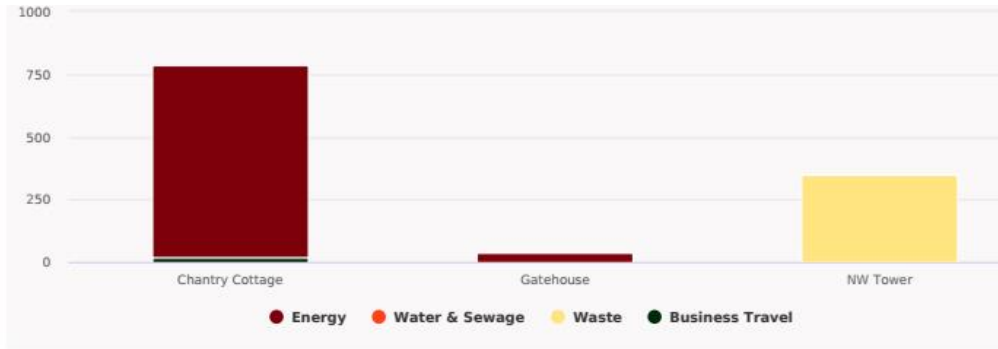 1000
750
500
250
0
Chantry Cottage Gatehouse NW Tower
Energy Water & Sewage Waste Business Travel